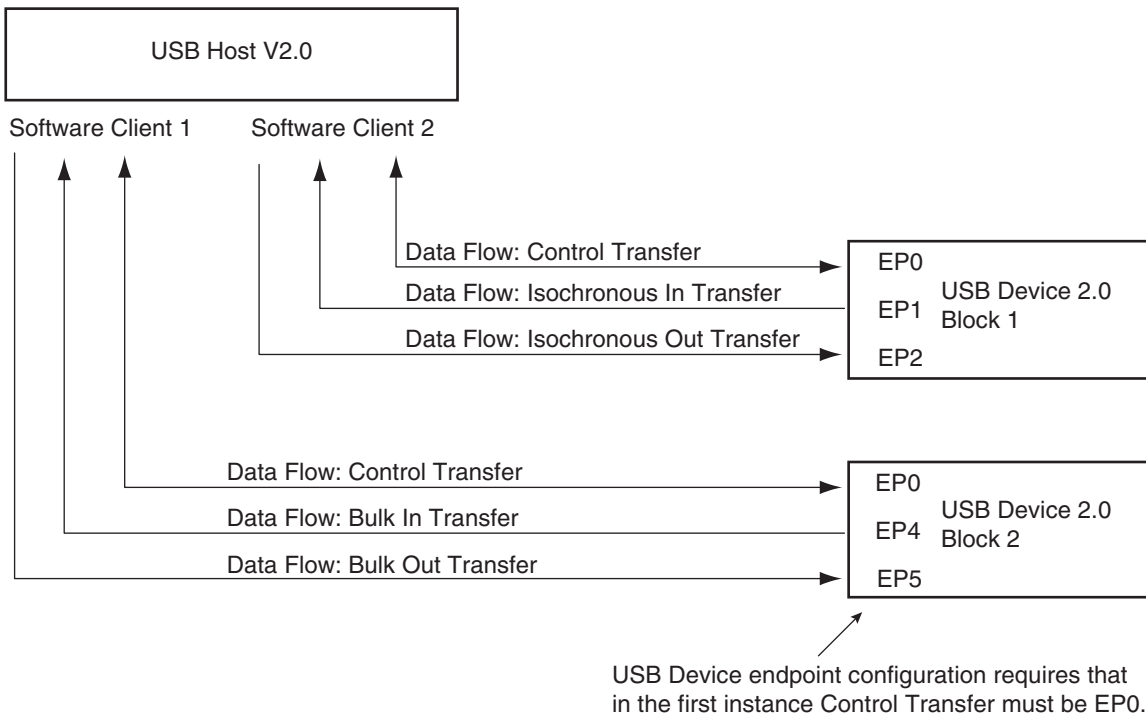 USB Host V2.0
Software Client 1
Software Client 2
Data Flow: Control Transfer
Data Flow: Isochronous In Transfer
Data Flow: Isochronous Out Transfer
EP0
EP1
EP2
USB Device 2.0
Block 1
Data Flow: Control Transfer
Data Flow: Bulk In Transfer
Data Flow: Bulk Out Transfer
EP0
EP4
EP5
USB Device 2.0
Block 2
USB Device endpoint configuration requires that
in the first instance Control Transfer must be EP0.